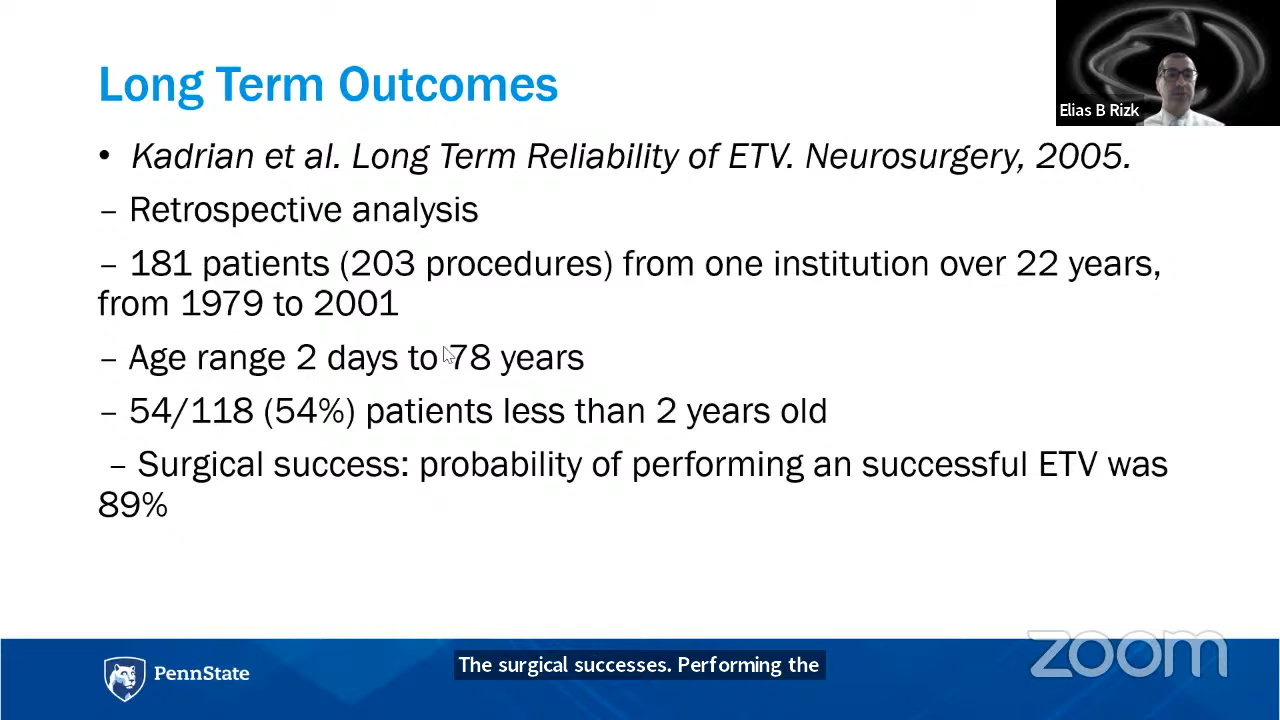 Long Term Outcomes
Elias B Rizk
• Kadrian et al. Long Term Reliability of ETV. Neurosurgery, 2005.
– Retrospective analysis
– 181 patients (203 procedures) from one institution over 22 years,
from 1979 to 2001
– Age range 2 days to 78 years
– 54/118 (54%) patients less than 2 years old
– Surgical success: probability of performing an successful ETV was
89%
zoom
The surgical successes. Performing the
PennState